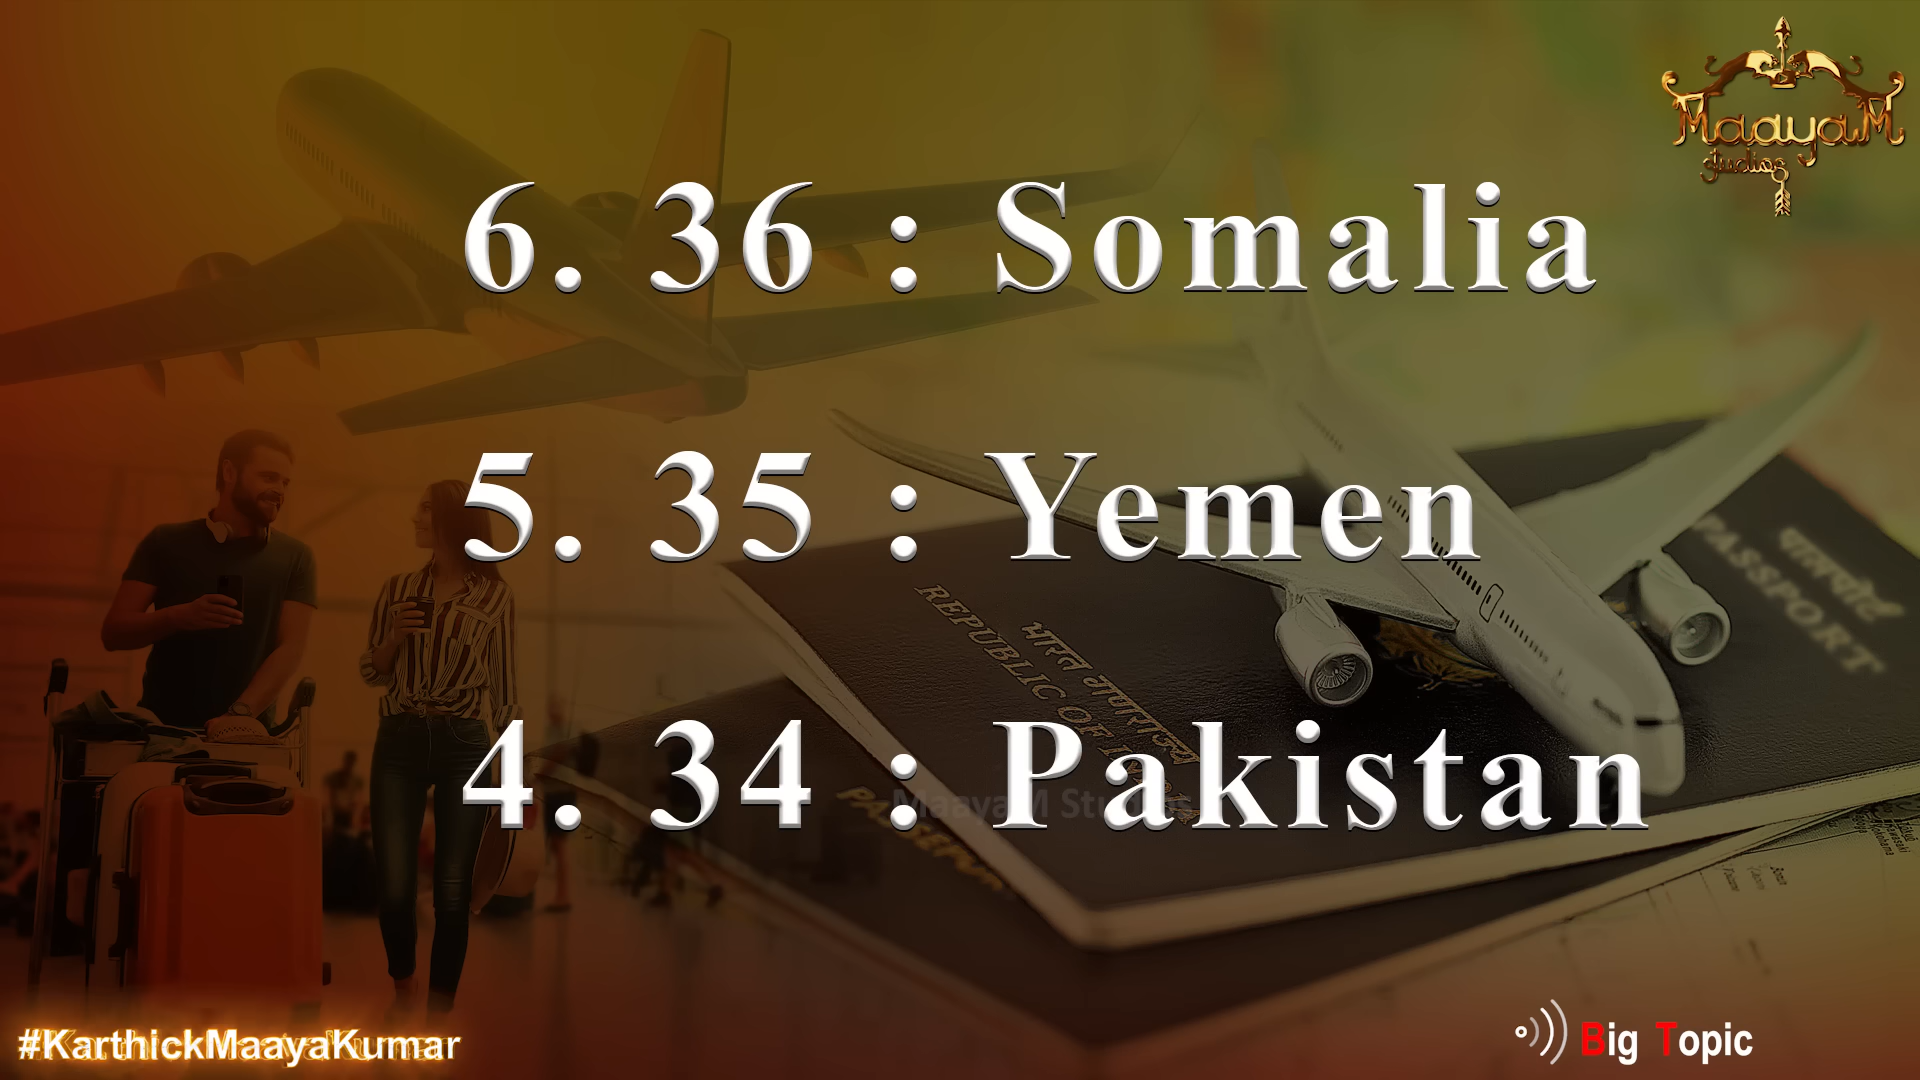 MaayaM
studios
6. 36 : Somalia
5. 35 : Yemen
4. 34 : Pakistan
भारत गणराज्य
REPUBLIC OF INDIA
पासपोर्ट
PASSPORT
PASSPORT
MaayaM Studios
#KarthickMaayaKumar
Big Topic